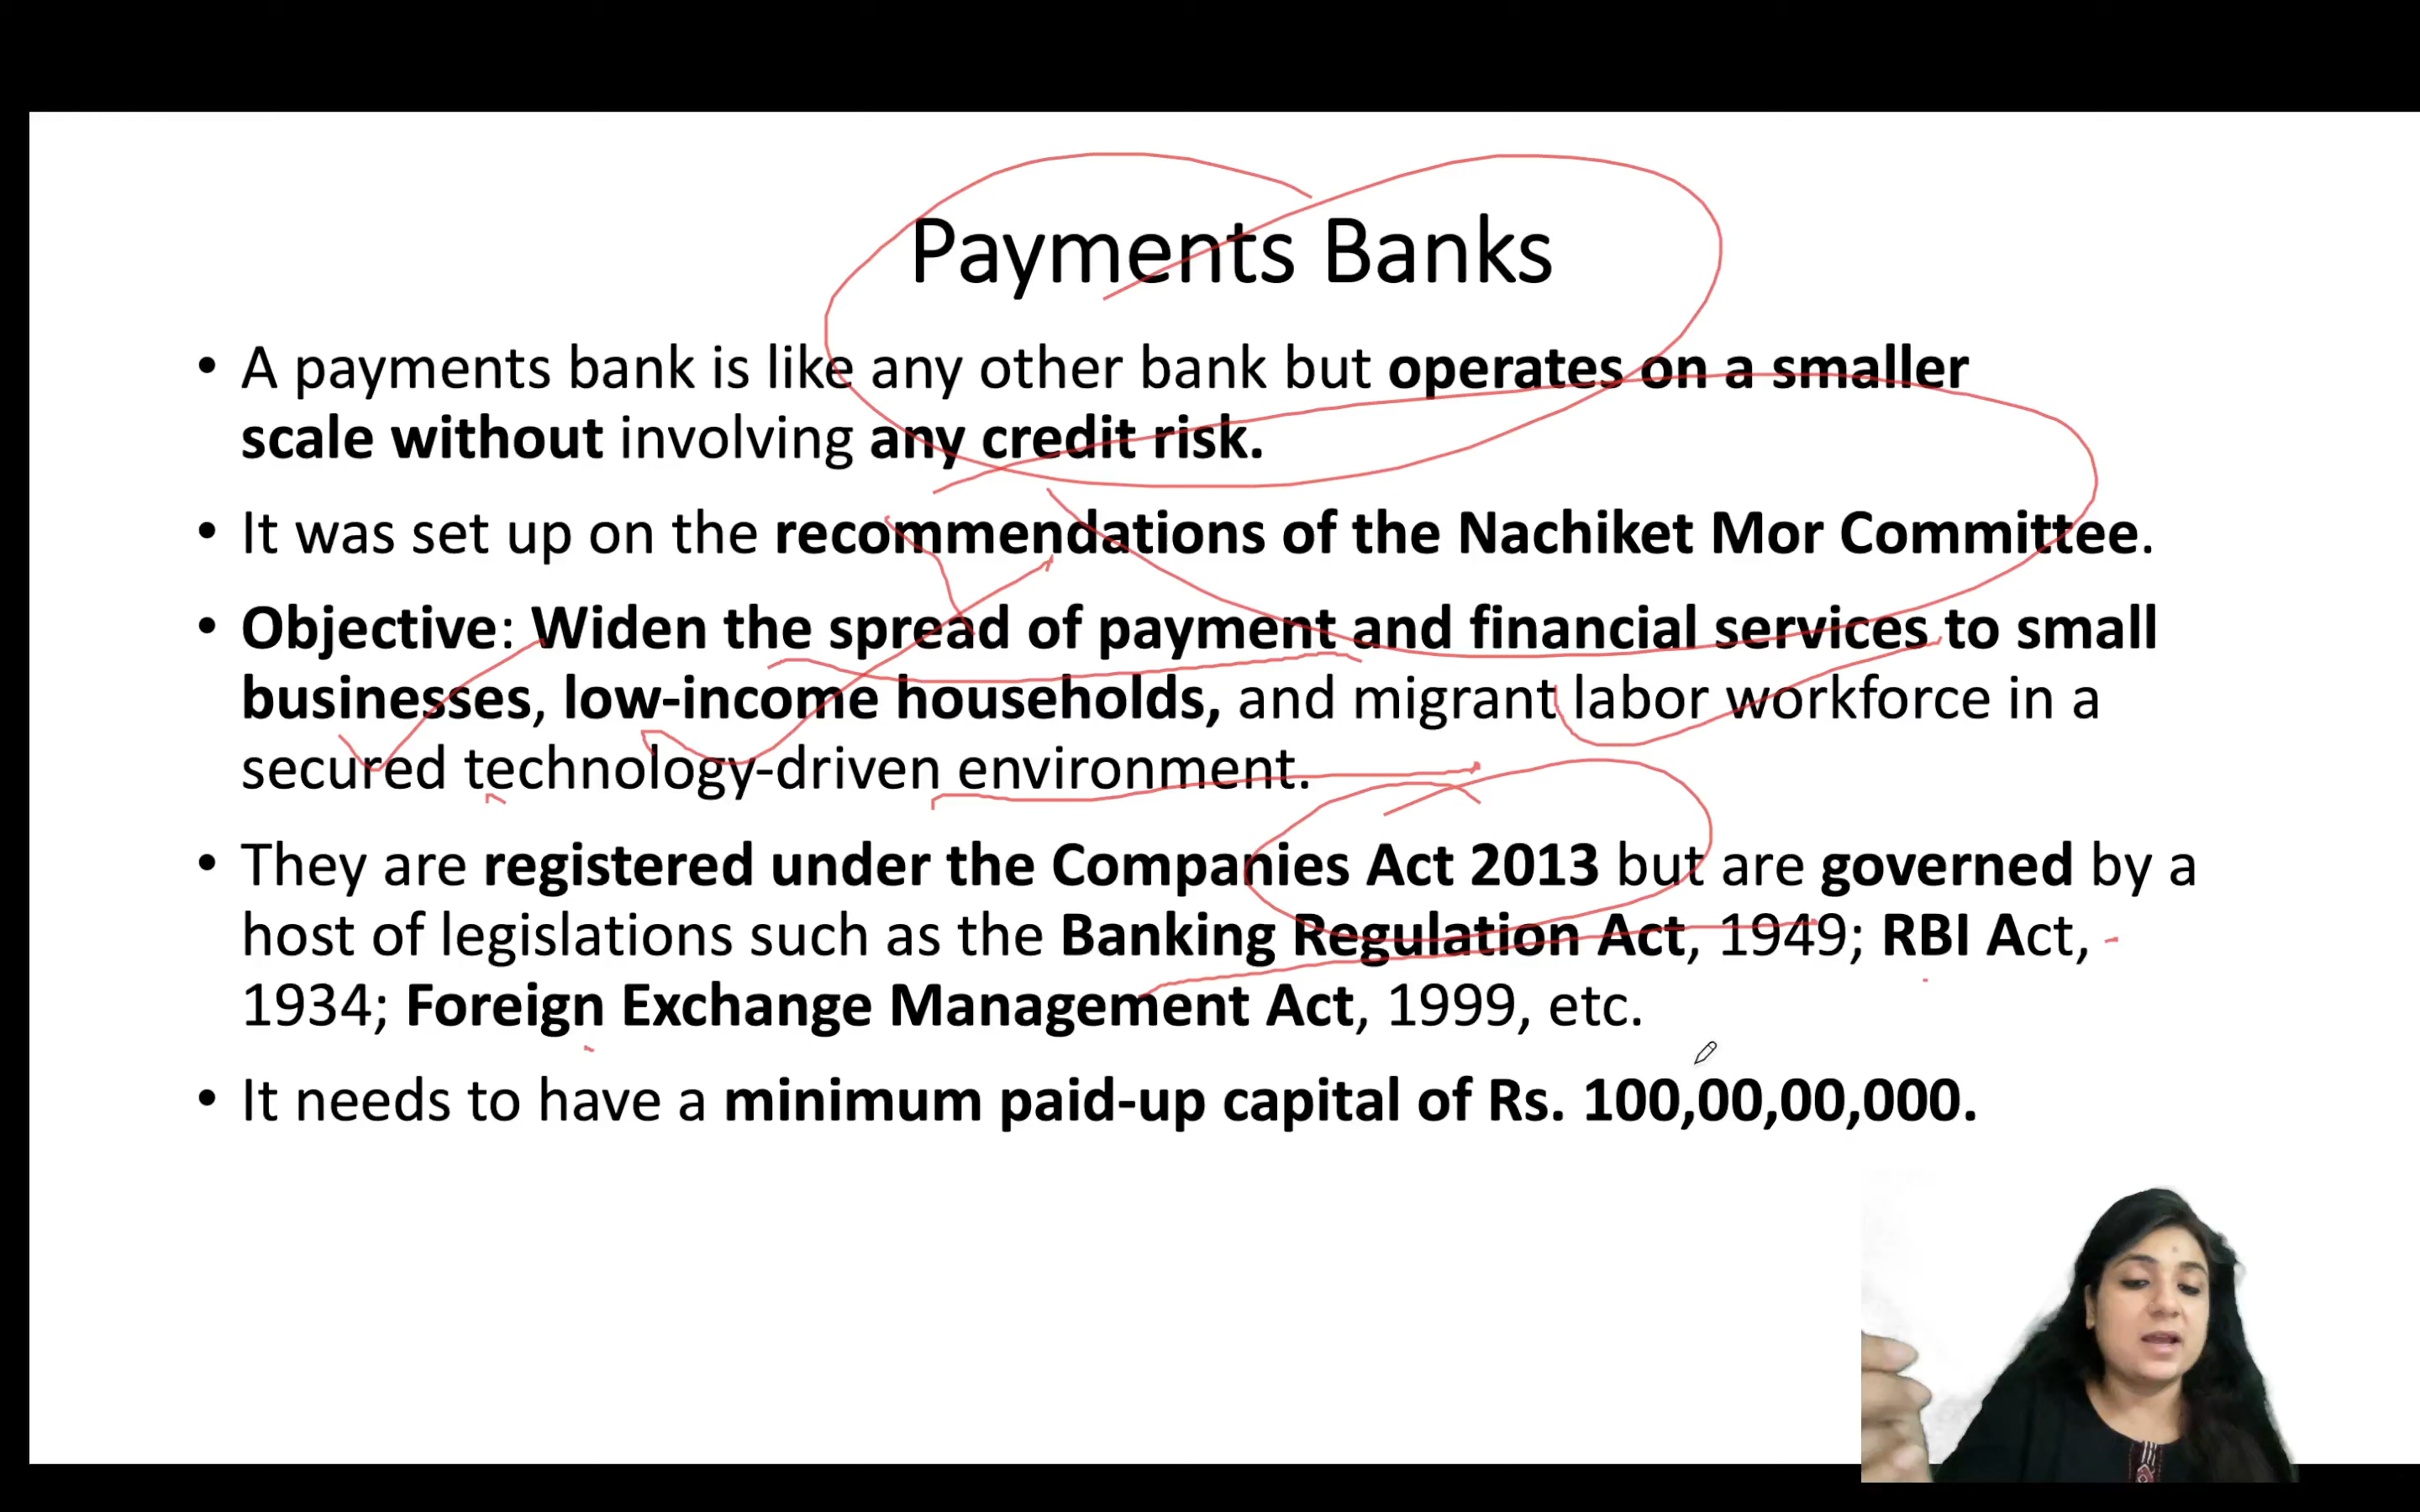 Payments Banks
• A payments bank is like any other bank but operates on a smaller
scale without involving any credit risk.
• It was set up on the recommendations of the Nachiket Mor Committee.
• Objective: Widen the spread of payment and financial services to small
businesses, low-income households, and migrant labor workforce in a
secured technology-driven environment.
• They are registered under the Companies Act 2013 but are governed by a
host of legislations such as the Banking Regulation Act, 1949; RBI Act,
1934; Foreign Exchange Management Act, 1999, etc.
• It needs to have a minimum paid-up capital of Rs. 100,00,00,000.